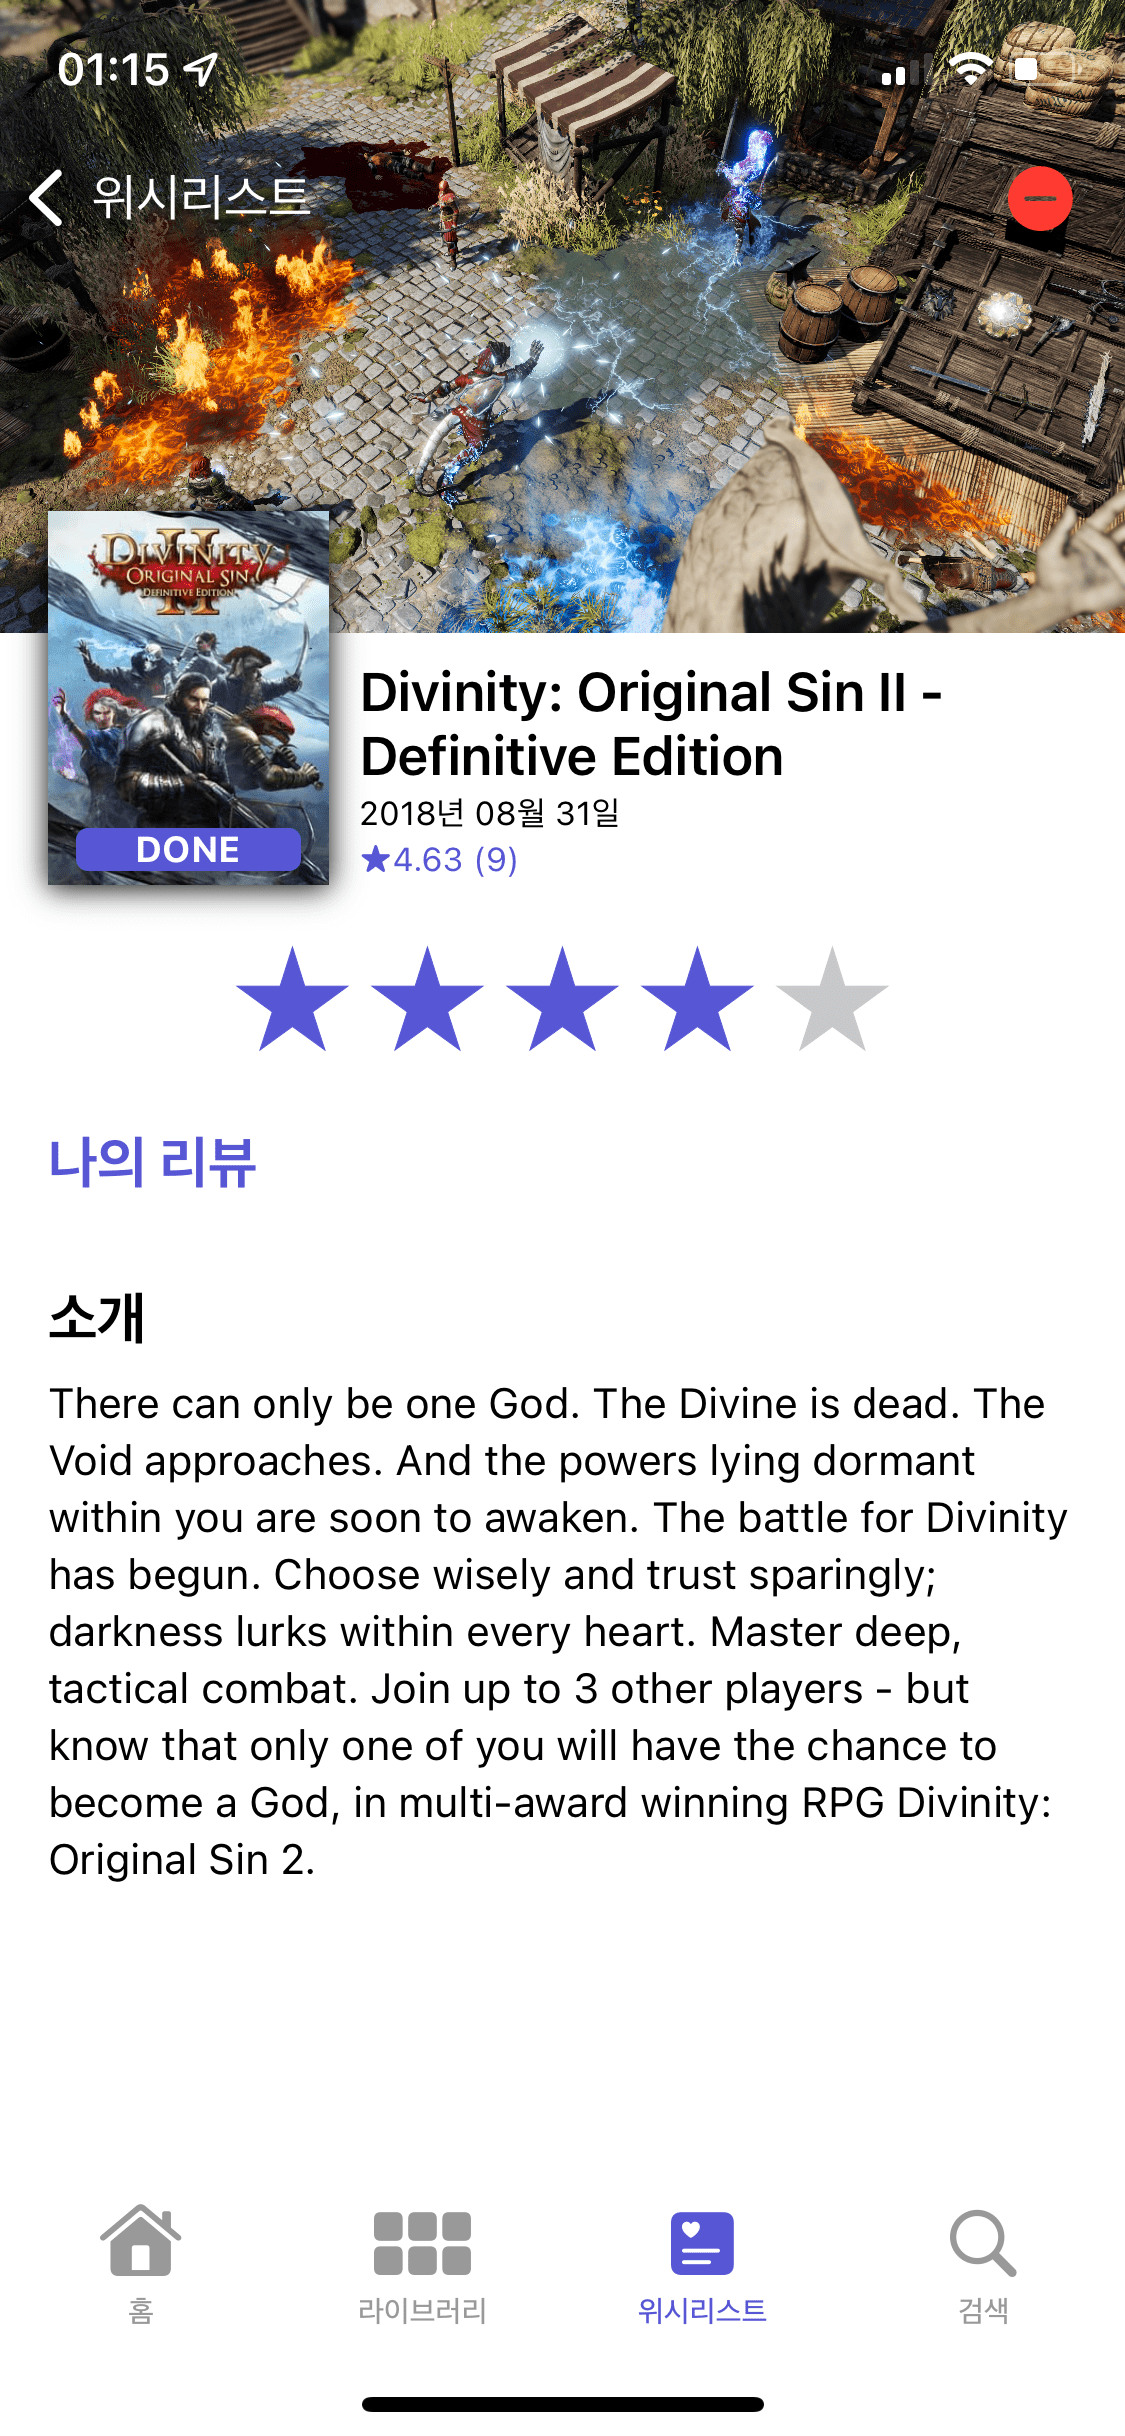 01:15
위시리스트
DIVINITY
II
ORIGINAL SIN
DEFINITIVE EDITION
DONE
Divinity: Original Sin II -
Definitive Edition
2018년 08월 31일
★4.63 (9)
나의 리뷰
소개
There can only be one God. The Divine is dead. The
Void approaches. And the powers lying dormant
within you are soon to awaken. The battle for Divinity
has begun. Choose wisely and trust sparingly;
darkness lurks within every heart. Master deep,
tactical combat. Join up to 3 other players - but
know that only one of you will have the chance to
become a God, in multi-award winning RPG Divinity:
Original Sin 2.
홈
라이브러리
위시리스트
검색